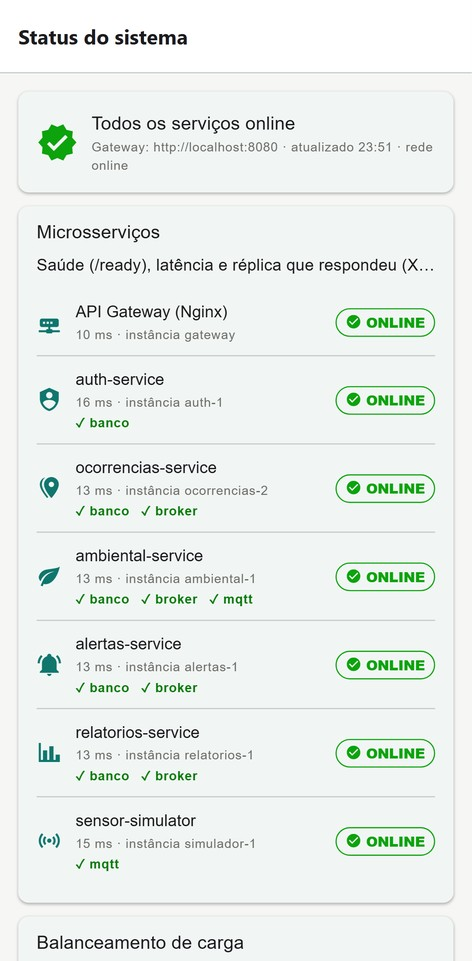 Status do sistema
Todos os serviços online
Gateway: http://localhost:8080 · atualizado 23:51 · rede
online
Microsserviços
Saúde (/ready), latência e réplica que respondeu (X…
API Gateway (Nginx)
10 ms · instância gateway
ONLINE
auth-service
16 ms · instância auth-1
✓ banco
ONLINE
ocorrencias-service
13 ms · instância ocorrencias-2
✓ banco ✓ broker
ONLINE
ambiental-service
13 ms · instância ambiental-1
✓ banco ✓ broker ✓ mqtt
ONLINE
alertas-service
13 ms · instância alertas-1
✓ banco ✓ broker
ONLINE
relatorios-service
13 ms · instância relatorios-1
✓ banco ✓ broker
ONLINE
sensor-simulator
15 ms · instância simulador-1
✓ mqtt
ONLINE
Balanceamento de carga